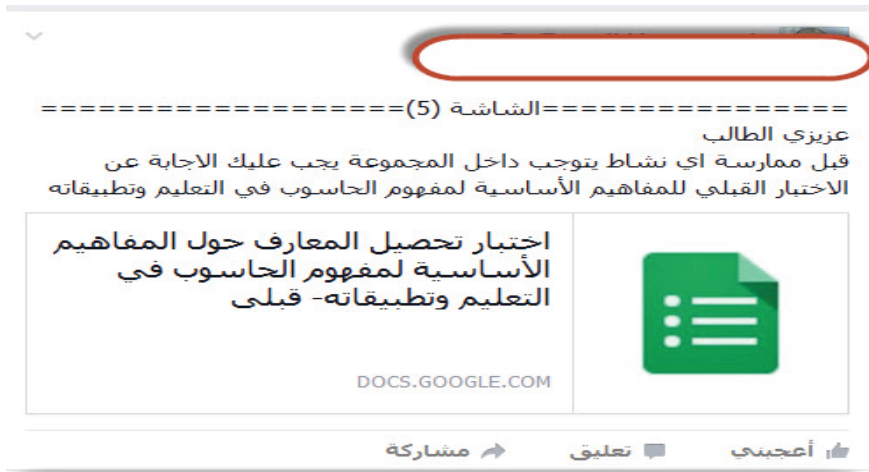 ================الشاشة (5)===================
عزيزي الطالب
قبل ممارسة اي نشاط يتوجب داخل المجموعة يجب عليك الاجابة عن
الاختبار القبلي للمفاهيم الأساسية لمفهوم الحاسوب في التعليم وتطبيقاته
اختبار تحصيل المعارف حول المفاهيم
الأساسية لمفهوم الحاسوب في
التعليم وتطبيقاته- قبلي
DOCS.GOOGLE.COM
أعجبني تعليق مشاركة